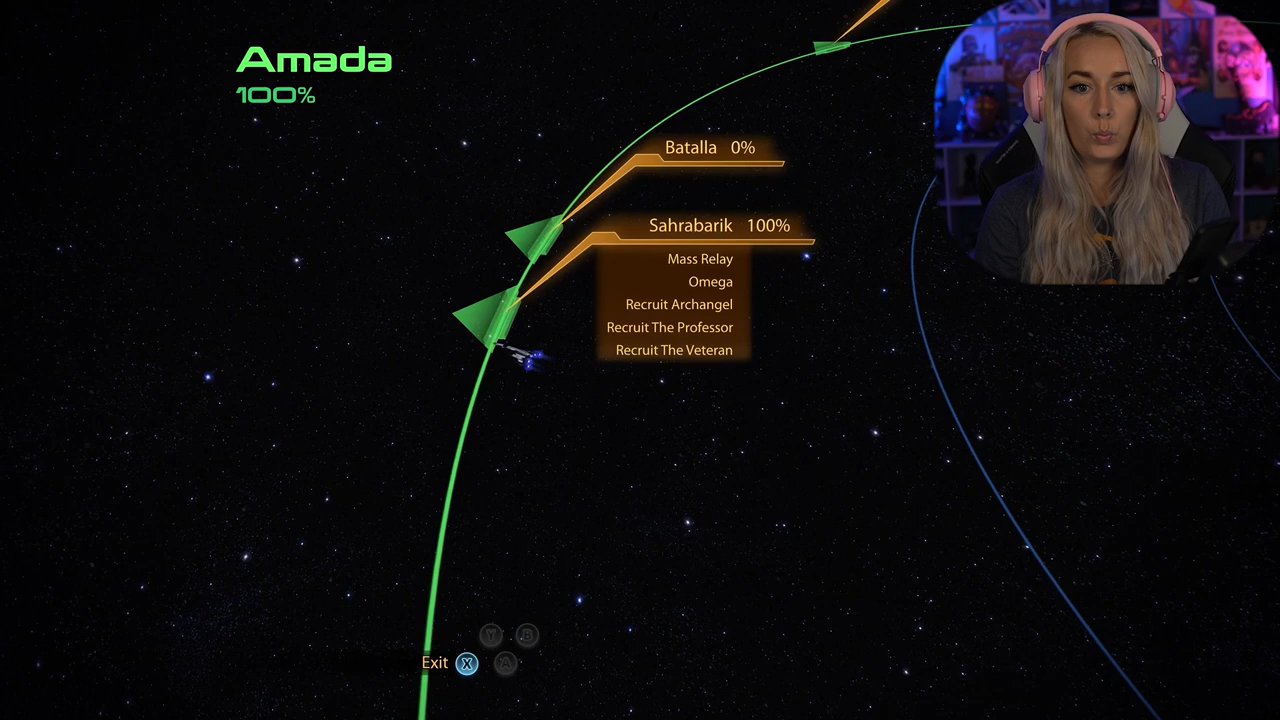 Amada
100%
Batalla 0%
Sahrabarik 100%
Mass Relay
Omega
Recruit Archangel
Recruit The Professor
Recruit The Veteran
Y B
Exit X A